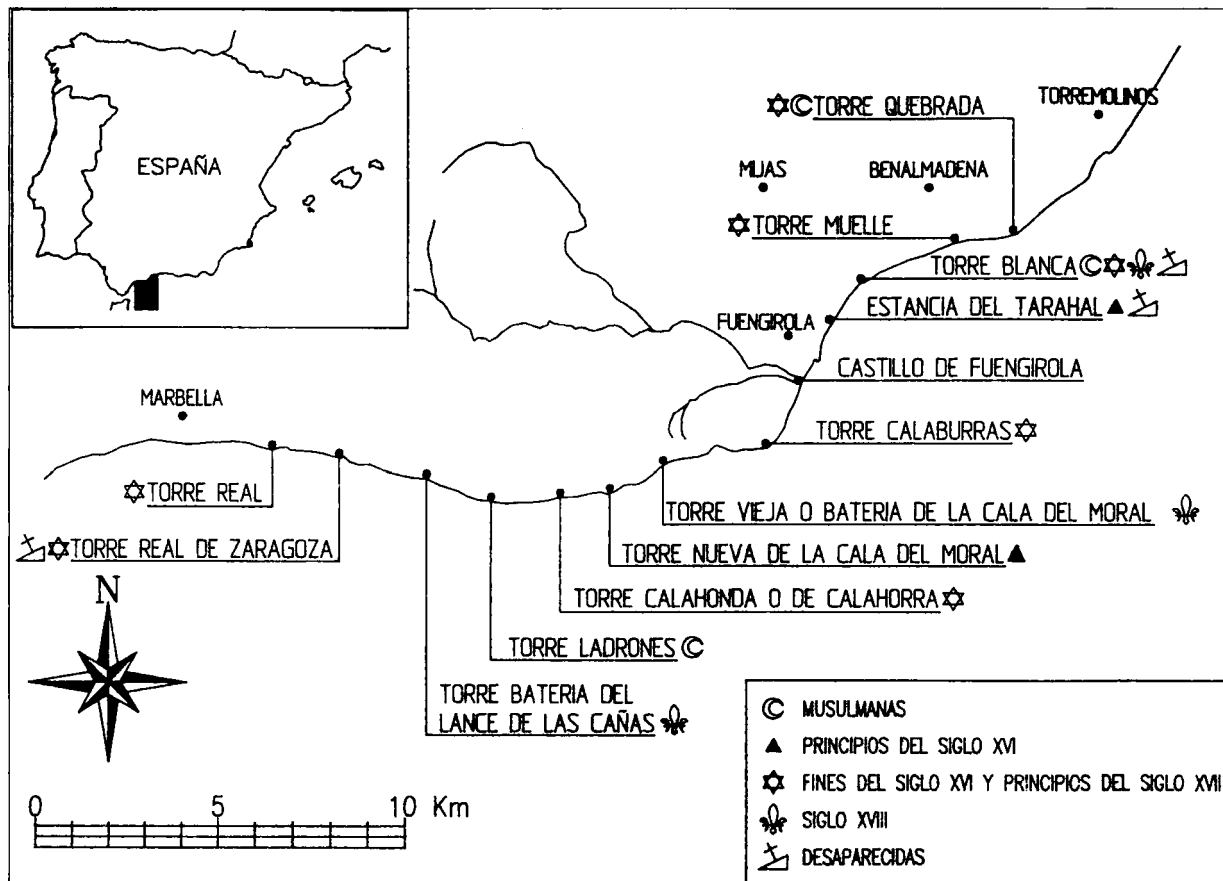 ESPAÑA
TORREMOLINOS
TORRE QUEBRADA
MIJAS
BENALMADENA
TORRE MUELLE
TORRE BLANCA
ESTANCIA DEL TARAHAL
FUENGIROLA
CASTILLO DE FUENGIROLA
MARBELLA
TORRE CALABURRAS
TORRE REAL
TORRE VIEJA O BATERIA DE LA CALA DEL MORAL
TORRE REAL DE ZARAGOZA
TORRE NUEVA DE LA CALA DEL MORAL
N
TORRE CALAHONDA O DE CALAHORRA
TORRE LADRONES
TORRE BATERIA DEL
LANCE DE LAS CAÑAS
MUSULMANAS
PRINCIPIOS DEL SIGLO XVI
FINES DEL SIGLO XVI Y PRINCIPIOS DEL SIGLO XVII
SIGLO XVIII
DESAPARECIDAS
0 5 10 Km